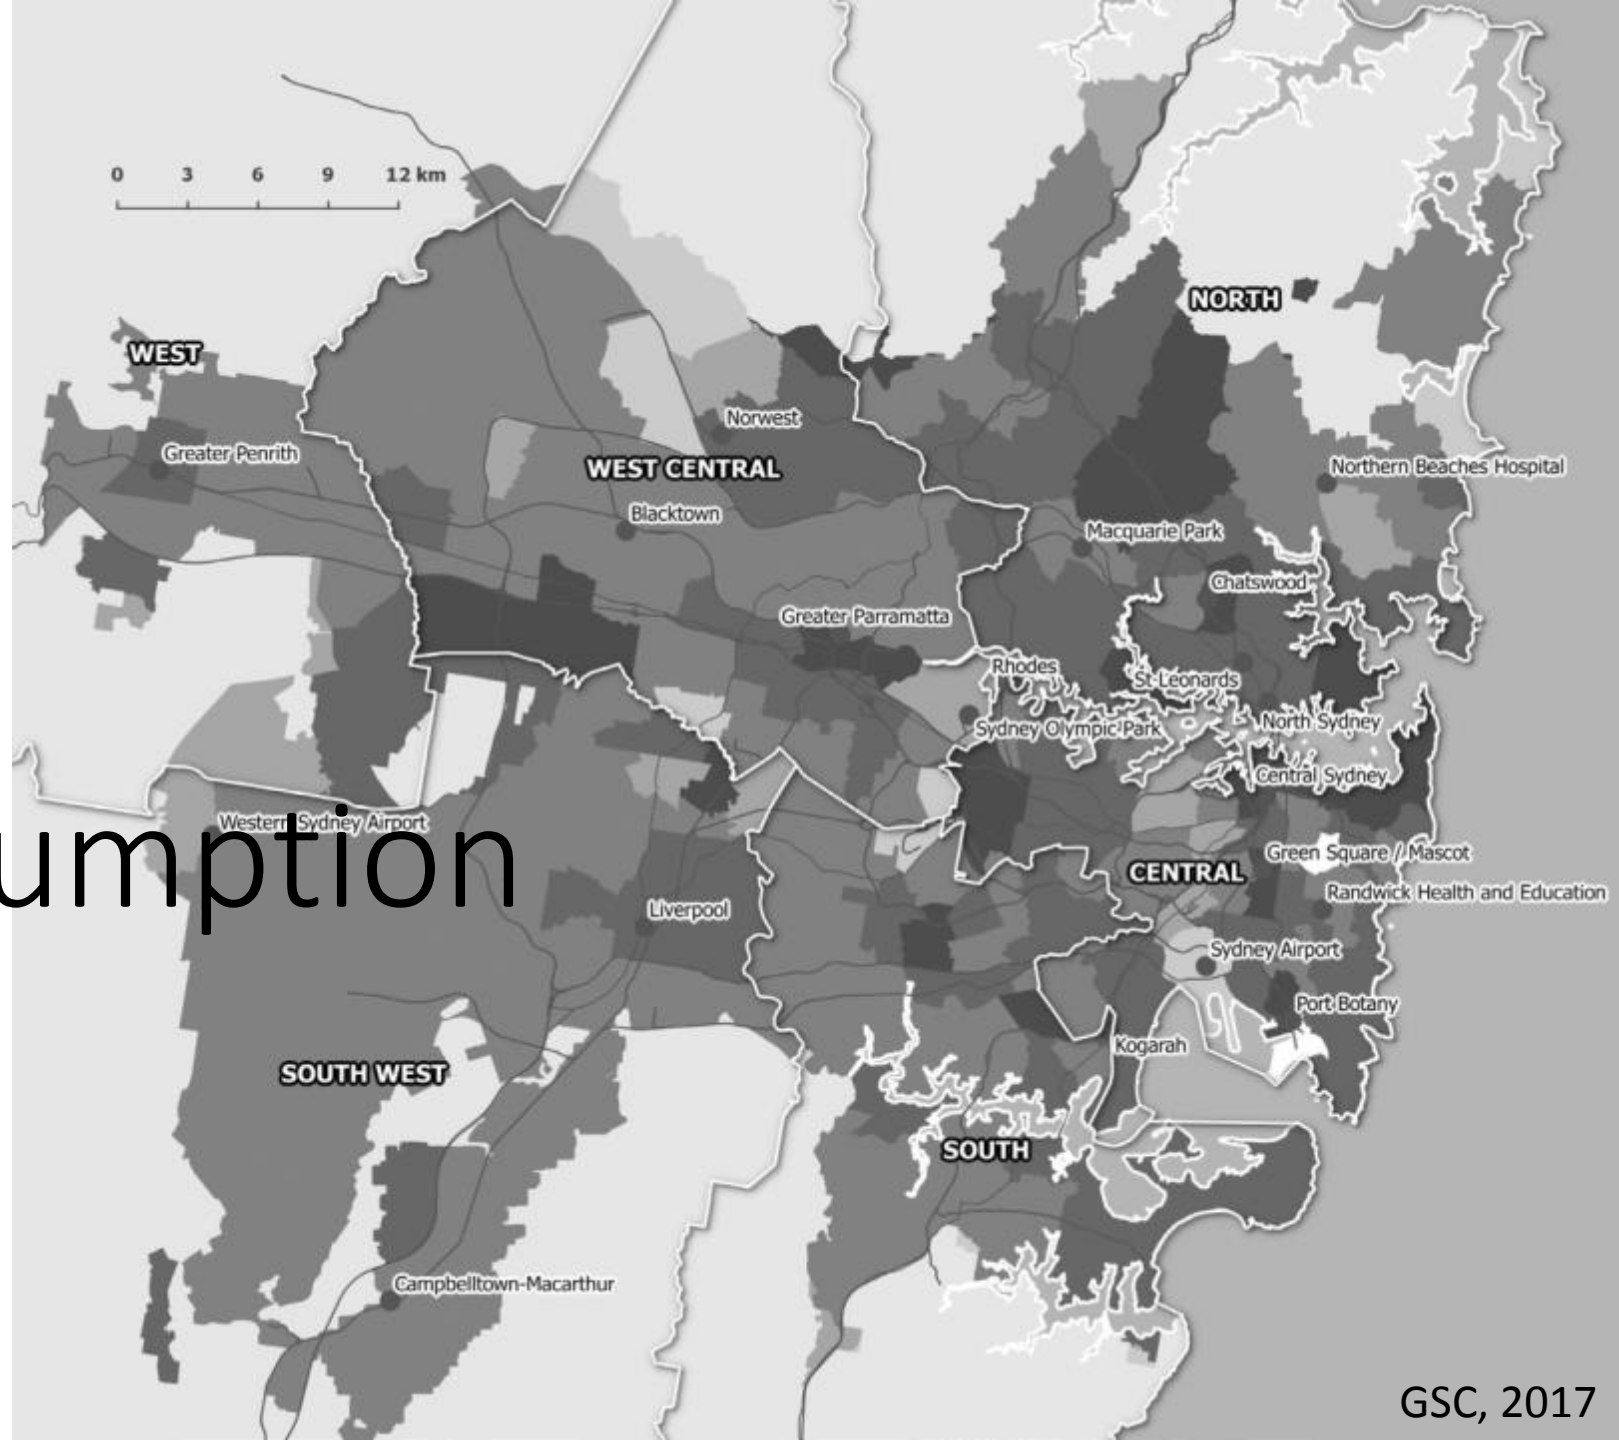 0 3 6 9 12 km
NORTH
WEST
Norwest
Greater Penrith
WEST CENTRAL
Northern Beaches Hospital
Blacktown
Macquarie Park
Chatswood
Greater Parramatta
Rhodes
St Leonards
North Sydney
Sydney Olympic Park
Central Sydney
Western Sydney Airport
umption
Green Square / Mascot
CENTRAL
Randwick Health and Education
Liverpool
Sydney Airport
Port Botany
Kogarah
SOUTH WEST
SOUTH
Campbelltown-Macarthur
GSC, 2017